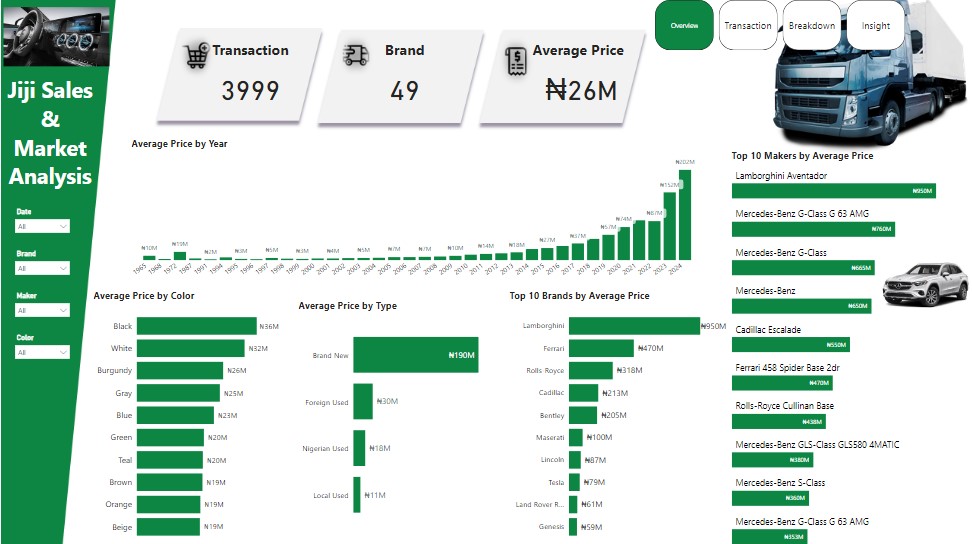 Jiji Sales
&
Market
Analysis
Date
All
Brand
All
Maker
All
Color
All
Transaction
3999
Brand
49
Average Price
₦26M
Overview
Transaction
Breakdown
Insight
Average Price by Year
₦10M
₦19M
₦2M
₦3M
₦5M
₦3M
₦4M
₦5M
₦7M
₦7M
₦10M
₦14M
₦18M
₦27M
₦37M
₦57M
₦74M
₦87M
₦152M
₦202M
1965
1968
1972
1987
1991
1994
1995
1996
1997
1998
1999
2000
2001
2002
2003
2004
2005
2006
2007
2008
2009
2010
2011
2012
2013
2014
2015
2016
2017
2018
2019
2020
2021
2022
2023
2024
Average Price by Color
Black ₦36M
White ₦32M
Burgundy ₦26M
Gray ₦25M
Blue ₦23M
Green ₦20M
Teal ₦20M
Brown ₦19M
Orange ₦19M
Beige ₦19M
Average Price by Type
Brand New ₦190M
Foreign Used ₦30M
Nigerian Used ₦18M
Local Used ₦11M
Top 10 Brands by Average Price
Lamborghini ₦950M
Ferrari ₦470M
Rolls-Royce ₦318M
Cadillac ₦213M
Bentley ₦205M
Maserati ₦100M
Lincoln ₦87M
Tesla ₦79M
Land Rover R... ₦61M
Genesis ₦59M
Top 10 Makers by Average Price
Lamborghini Aventador
₦950M
Mercedes-Benz G-Class G 63 AMG
₦760M
Mercedes-Benz G-Class
₦665M
Mercedes-Benz
₦650M
Cadillac Escalade
₦550M
Ferrari 458 Spider Base 2dr
₦470M
Rolls-Royce Cullinan Base
₦438M
Mercedes-Benz GLS-Class GLS580 4MATIC
₦380M
Mercedes-Benz S-Class
₦360M
Mercedes-Benz G-Class G 63 AMG
₦353M